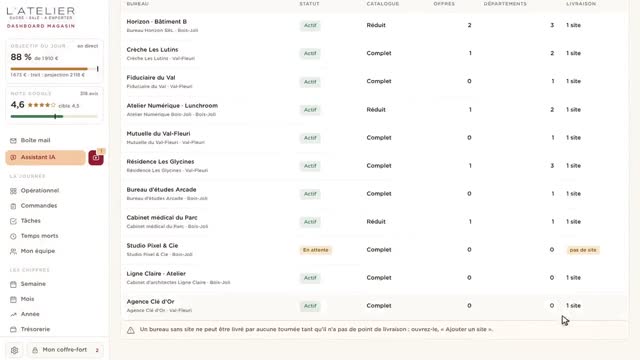 L'ATELIER
SUCRÉ · SALÉ · À EMPORTER
DASHBOARD MAGASIN
OBJECTIF DU JOUR
en direct
88 % de 1 910 €
NOTE GOOGLE
318 avis
4,6 ★★★★☆ cible 4,3
Boîte mail
Assistant IA
1
LA JOURNÉE
Opérationnel
Commandes
Tâches
Temps morts
Mon équipe
LES CHIFFRES
Semaine
Mois
Année
Trésorerie
Mon coffre-fort 2
BUREAU STATUT CATALOGUE OFFRES DÉPARTEMENTS LIVRAISON
Horizon · Bâtiment B Actif Réduit 2 3 1 site
Bureau Horizon SRL · Bois-Joli
Crèche Les Lutins Actif Complet 1 2 1 site
Crèche Les Lutins · Val-Fleuri
Fiduciaire du Val Actif Complet 0 1 1 site
Fiduciaire du Val · Val-Fleuri
Atelier Numérique · Lunchroom Actif Réduit 1 2 1 site
Atelier Numérique Bois-Joli · Bois-Joli
Mutuelle du Val-Fleuri Actif Complet 0 1 1 site
Mutuelle du Val-Fleuri · Val-Fleuri
Résidence Les Glycines Actif Complet 1 3 1 site
Résidence Les Glycines · Val-Fleuri
Bureau d'études Arcade Actif Complet 0 1 1 site
Bureau d'études Arcade · Bois-Joli
Cabinet médical du Parc Actif Réduit 1 1 1 site
Cabinet médical du Parc · Bois-Joli
Studio Pixel & Cie En attente Complet 0 0 pas de site
Studio Pixel & Cie · Bois-Joli
Ligne Claire · Atelier Actif Complet 0 0 1 site
Cabinet d'architectes Ligne Claire · Bois-Joli
Agence Clé d'Or Actif Complet 0 0 1 site
Agence Clé d'Or · Val-Fleuri
Un bureau sans site ne peut être livré par aucune tournée tant qu'il n'a pas de point de livraison : ouvrez-le, « Ajouter un site ».